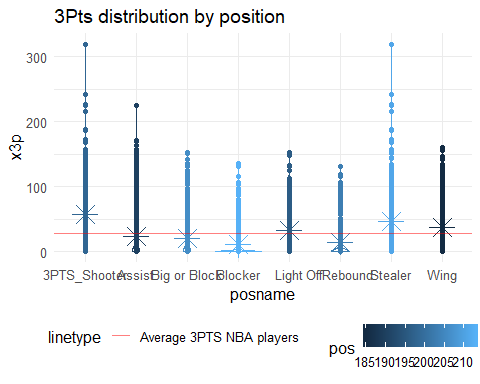 3Pts distribution by position
300
200
100
0
x3p
3PTS_Shooter Assist Big or Block Blocker Light Off Rebound Stealer Wing
posname
linetype Average 3PTS NBA players pos
185 190 195 200 205 210